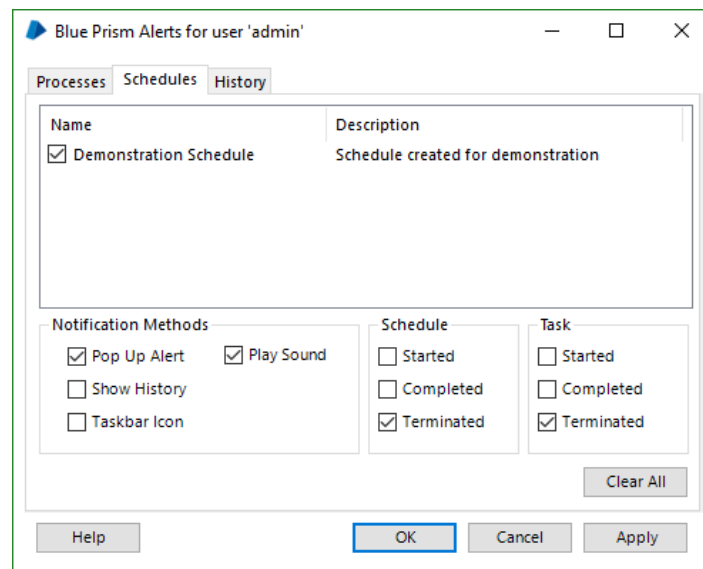 Blue Prism Alerts for user 'admin'
Processes Schedules History
Name Description
Demonstration Schedule Schedule created for demonstration
Notification Methods Schedule Task
Pop Up Alert Play Sound Started Started
Show History Completed Completed
Taskbar Icon Terminated Terminated
Clear All
Help OK Cancel Apply